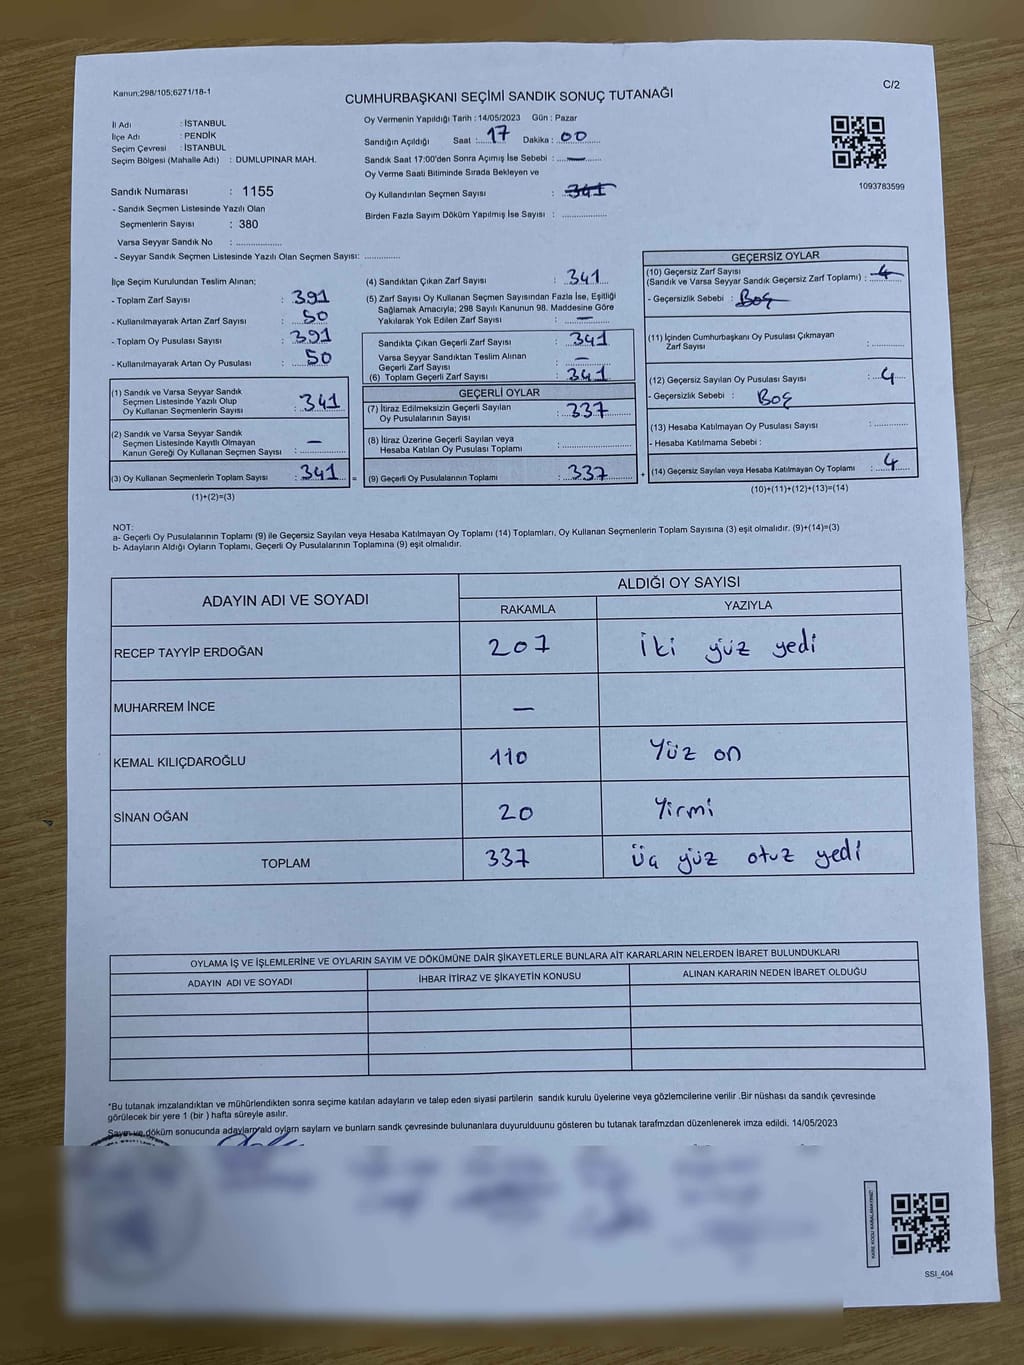 Kanun:298/105;6271/18-1
C/2
CUMHURBAŞKANI SEÇİMİ SANDIK SONUÇ TUTANAĞI
İl Adı : İSTANBUL
İlçe Adı : PENDİK
Seçim Çevresi : İSTANBUL
Seçim Bölgesi (Mahalle Adı) : DUMLUPINAR MAH.
Sandık Numarası : 1155
- Sandık Seçmen Listesinde Yazılı Olan
Seçmenlerin Sayısı : 380
Varsa Seyyar Sandık No : ..............
- Seyyar Sandık Seçmen Listesinde Yazılı Olan Seçmen Sayısı: ............
Oy Vermenin Yapıldığı Tarih : 14/05/2023 Gün : Pazar
Sandığın Açıldığı Saat : 17 Dakika : 00
Sandık Saat 17:00'den Sonra Açımış İse Sebebi : —
Oy Verme Saati Bitiminde Sırada Bekleyen ve
Oy Kullandırılan Seçmen Sayısı : 341
Birden Fazla Sayım Döküm Yapılmış İse Sayısı : ..............
1093783599
İlçe Seçim Kurulundan Teslim Alınan;
- Toplam Zarf Sayısı : 391
- Kullanılmayarak Artan Zarf Sayısı : 50
- Toplam Oy Pusulası Sayısı : 391
- Kullanılmayarak Artan Oy Pusulası : 50
(1) Sandık ve Varsa Seyyar Sandık
Seçmen Listesinde Yazılı Olup
Oy Kullanan Seçmenlerin Sayısı : 341
(2) Sandık ve Varsa Seyyar Sandık
Seçmen Listesinde Kayıtlı Olmayan
Kanun Gereği Oy Kullanan Seçmen Sayısı : —
(3) Oy Kullanan Seçmenlerin Toplam Sayısı : 341 =
(1)+(2)=(3)
(4) Sandıktan Çıkan Zarf Sayısı : 341
(5) Zarf Sayısı Oy Kullanan Seçmen Sayısından Fazla İse, Eşitliği
Sağlamak Amacıyla; 298 Sayılı Kanunun 98. Maddesine Göre
Yakılarak Yok Edilen Zarf Sayısı : —
Sandıkta Çıkan Geçerli Zarf Sayısı : 341
Varsa Seyyar Sandıktan Teslim Alınan
Geçerli Zarf Sayısı : —
(6) Toplam Geçerli Zarf Sayısı : 341
GEÇERLİ OYLAR
(7) İtiraz Edilmeksizin Geçerli Sayılan
Oy Pusulalarının Sayısı : 337
(8) İtiraz Üzerine Geçerli Sayılan veya
Hesaba Katılan Oy Pusulası Toplamı : ..............
(9) Geçerli Oy Pusulalarının Toplamı : 337 +
GEÇERSİZ OYLAR
(10) Geçersiz Zarf Sayısı
(Sandık ve Varsa Seyyar Sandık Geçersiz Zarf Toplamı) : 4
- Geçersizlik Sebebi : Boş
(11) İçinden Cumhurbaşkanı Oy Pusulası Çıkmayan
Zarf Sayısı : ............
(12) Geçersiz Sayılan Oy Pusulası Sayısı : 4
- Geçersizlik Sebebi : Boş
(13) Hesaba Katılmayan Oy Pusulası Sayısı : ............
- Hesaba Katılmama Sebebi :
(14) Geçersiz Sayılan veya Hesaba Katılmayan Oy Toplamı : 4
(10)+(11)+(12)+(13)=(14)
NOT:
a- Geçerli Oy Pusulalarının Toplamı (9) ile Geçersiz Sayılan veya Hesaba Katılmayan Oy Toplamı (14) Toplamları, Oy Kullanan Seçmenlerin Toplam Sayısına (3) eşit olmalıdır. (9)+(14)=(3)
b- Adayların Aldığı Oyların Toplamı, Geçerli Oy Pusulalarının Toplamına (9) eşit olmalıdır.
ADAYIN ADI VE SOYADI
ALDIĞI OY SAYISI
RAKAMLA YAZIYLA
RECEP TAYYİP ERDOĞAN 207 İki yüz yedi
MUHARREM İNCE —
KEMAL KILIÇDAROĞLU 110 Yüz on
SİNAN OĞAN 20 Yirmi
TOPLAM 337 Üç yüz otuz yedi
OYLAMA İŞ VE İŞLEMLERİNE VE OYLARIN SAYIM VE DÖKÜMÜNE DAİR ŞİKAYETLERLE BUNLARA AİT KARARLARIN NELERDEN İBARET BULUNDUKLARI
ADAYIN ADI VE SOYADI İHBAR İTİRAZ VE ŞİKAYETİN KONUSU ALINAN KARARIN NEDEN İBARET OLDUĞU
*Bu tutanak imzalandıktan ve mühürlendikten sonra seçime katılan adayların ve talep eden siyasi partilerin sandık kurulu üyelerine veya gözlemcilerine verilir .Bir nüshası da sandık çevresinde
görülecek bir yere 1 (bir ) hafta süreyle asılır.
Sayım ve döküm sonucunda adayların ald oylern saylarn ve bunlarn sandk çevresinde bulunanlara duyurulduunu gösteren bu tutanak tarafmzdan düzenlenerek imza edildi. 14/05/2023
SSI_404